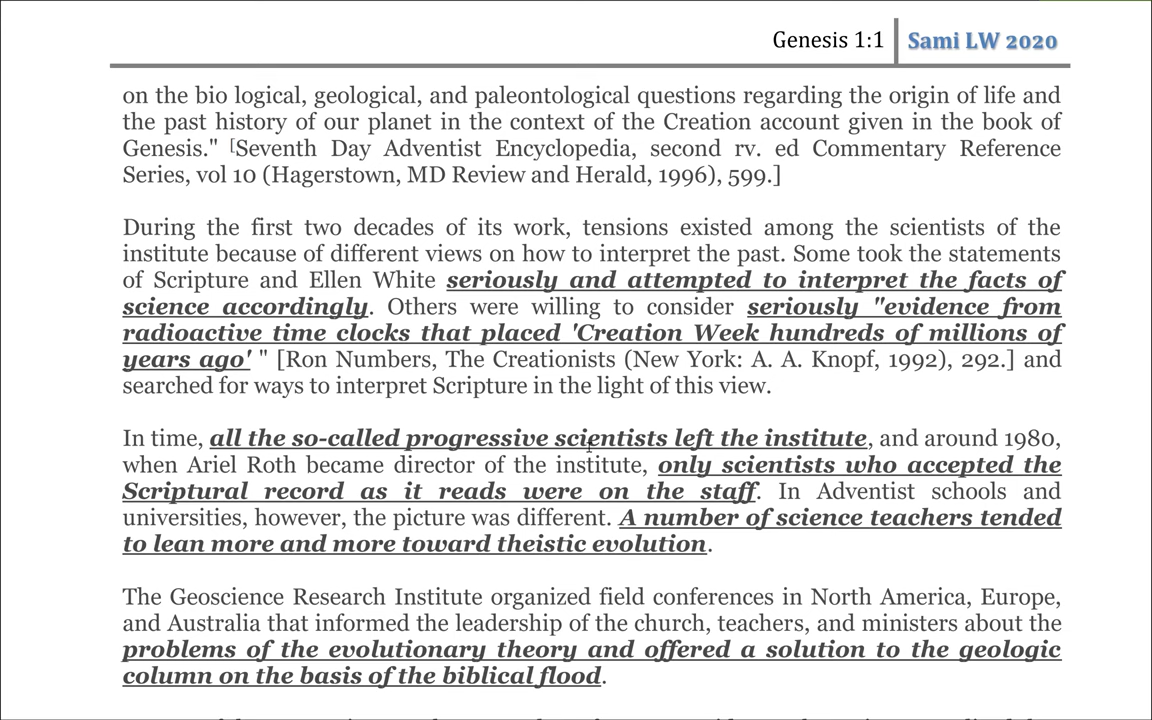 Genesis 1:1 Sami LW 2020
on the bio logical, geological, and paleontological questions regarding the origin of life and
the past history of our planet in the context of the Creation account given in the book of
Genesis." [Seventh Day Adventist Encyclopedia, second rv. ed Commentary Reference
Series, vol 10 (Hagerstown, MD Review and Herald, 1996), 599.]
During the first two decades of its work, tensions existed among the scientists of the
institute because of different views on how to interpret the past. Some took the statements
of Scripture and Ellen White seriously and attempted to interpret the facts of
science accordingly. Others were willing to consider seriously "evidence from
radioactive time clocks that placed 'Creation Week hundreds of millions of
years ago' " [Ron Numbers, The Creationists (New York: A. A. Knopf, 1992), 292.] and
searched for ways to interpret Scripture in the light of this view.
In time, all the so-called progressive scientists left the institute, and around 1980,
when Ariel Roth became director of the institute, only scientists who accepted the
Scriptural record as it reads were on the staff. In Adventist schools and
universities, however, the picture was different. A number of science teachers tended
to lean more and more toward theistic evolution.
The Geoscience Research Institute organized field conferences in North America, Europe,
and Australia that informed the leadership of the church, teachers, and ministers about the
problems of the evolutionary theory and offered a solution to the geologic
column on the basis of the biblical flood.